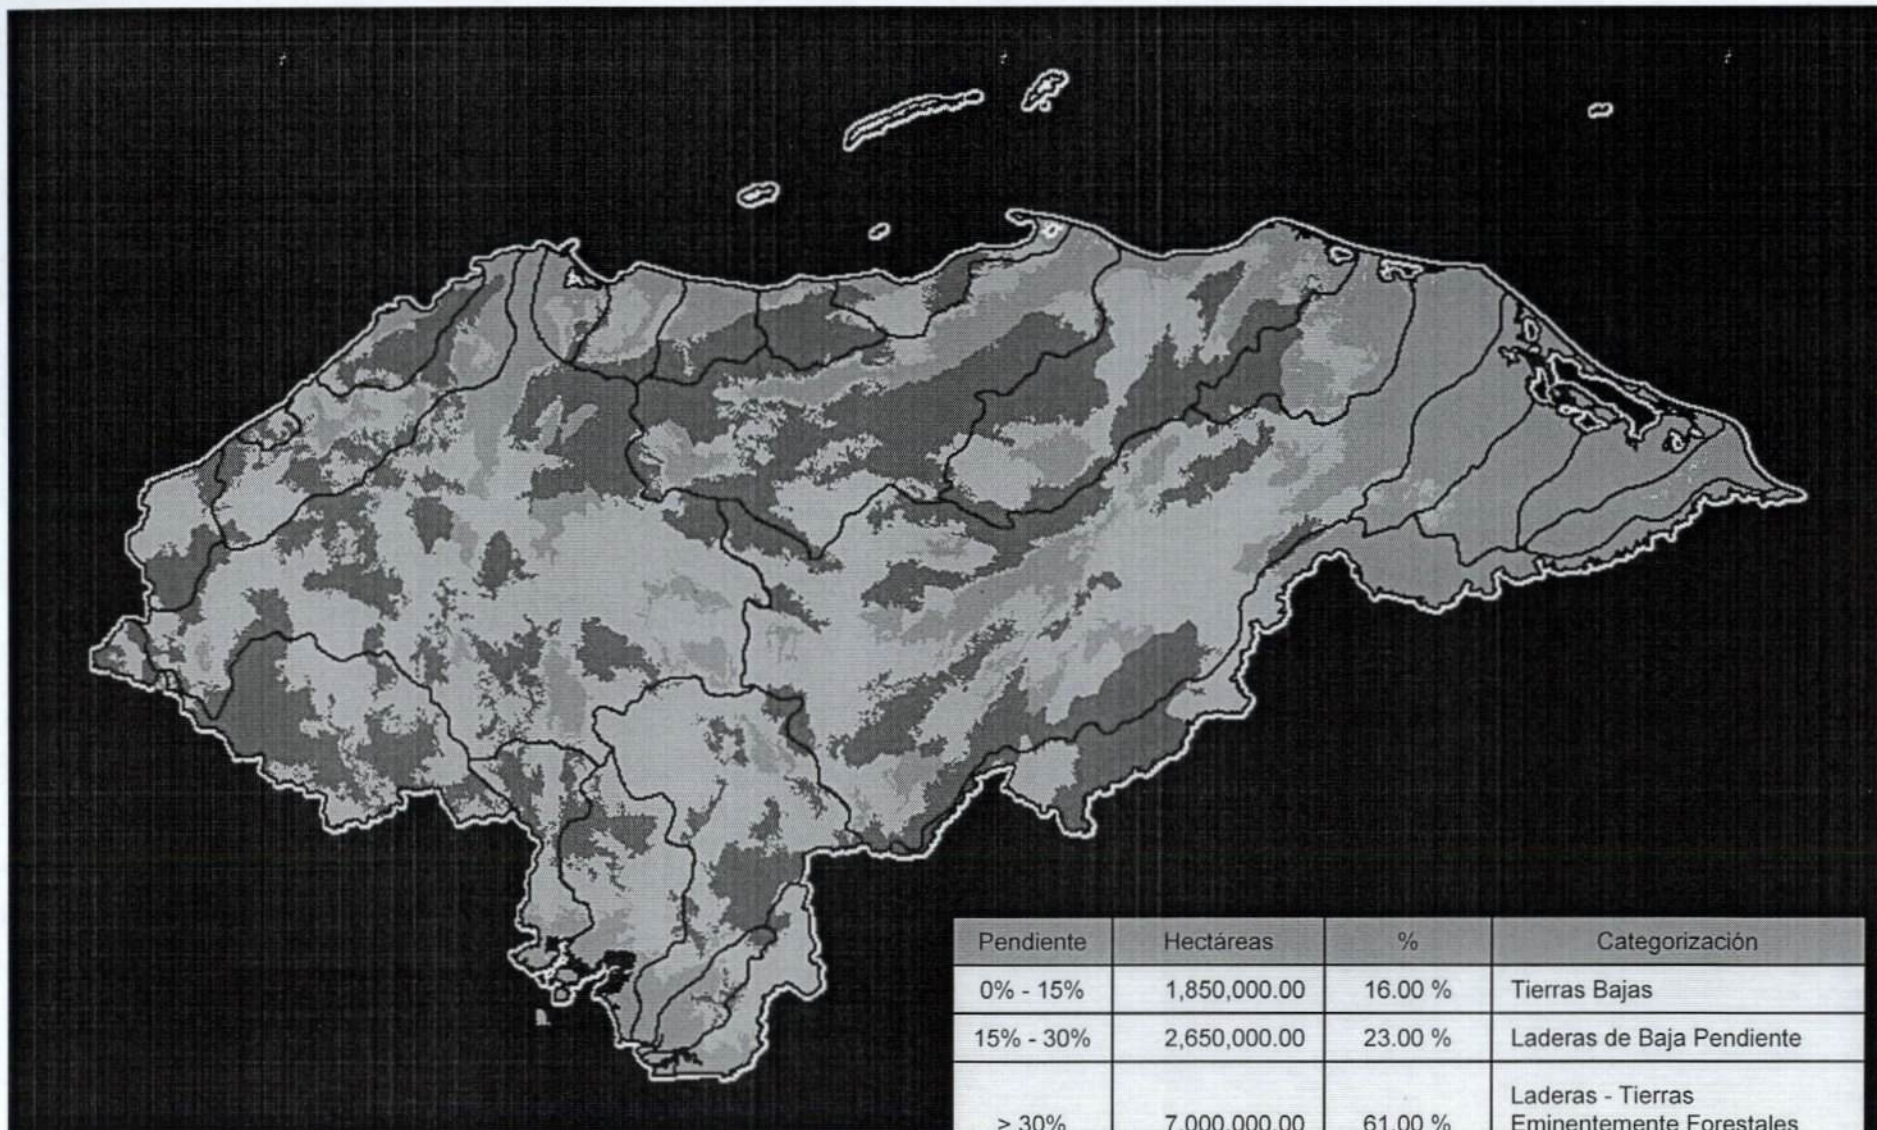 Pendiente Hectáreas % Categorización
0% - 15% 1,850,000.00 16.00 % Tierras Bajas
15% - 30% 2,650,000.00 23.00 % Laderas de Baja Pendiente
> 30% 7,000,000.00 61.00 % Laderas - Tierras
Eminentemente Forestales